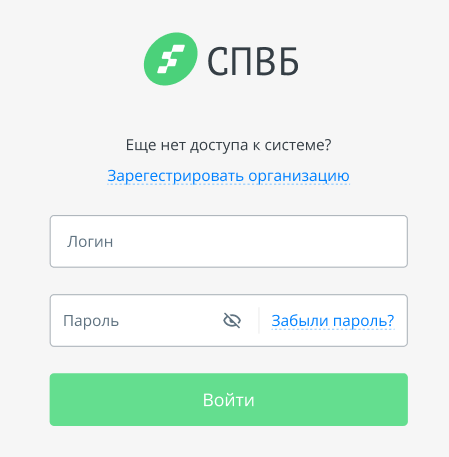 СПВБ
Еще нет доступа к системе?
Зарегестрировать организацию
Логин
Пароль
Забыли пароль?
Войти